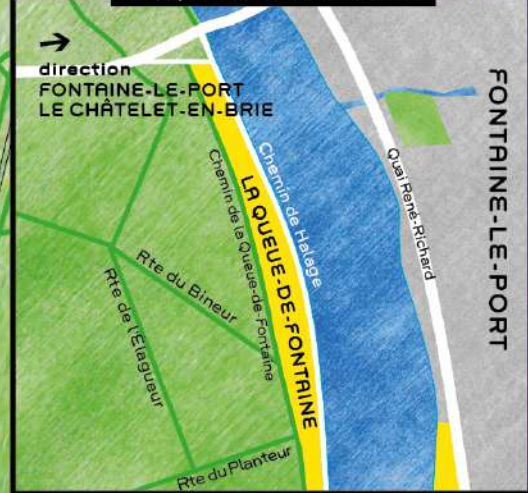 →
direction
FONTAINE-LE-PORT
LE CHÂTELET-EN-BRIE
FONTAINE-LE-PORT
Quai René-Richard
Chemin de Halage
LA QUEUE-DE-FONTAINE
Chemin de la Queue-de-Fontaine
Rte du Bineur
Rte de l'Élagueur
Rte du Planteur